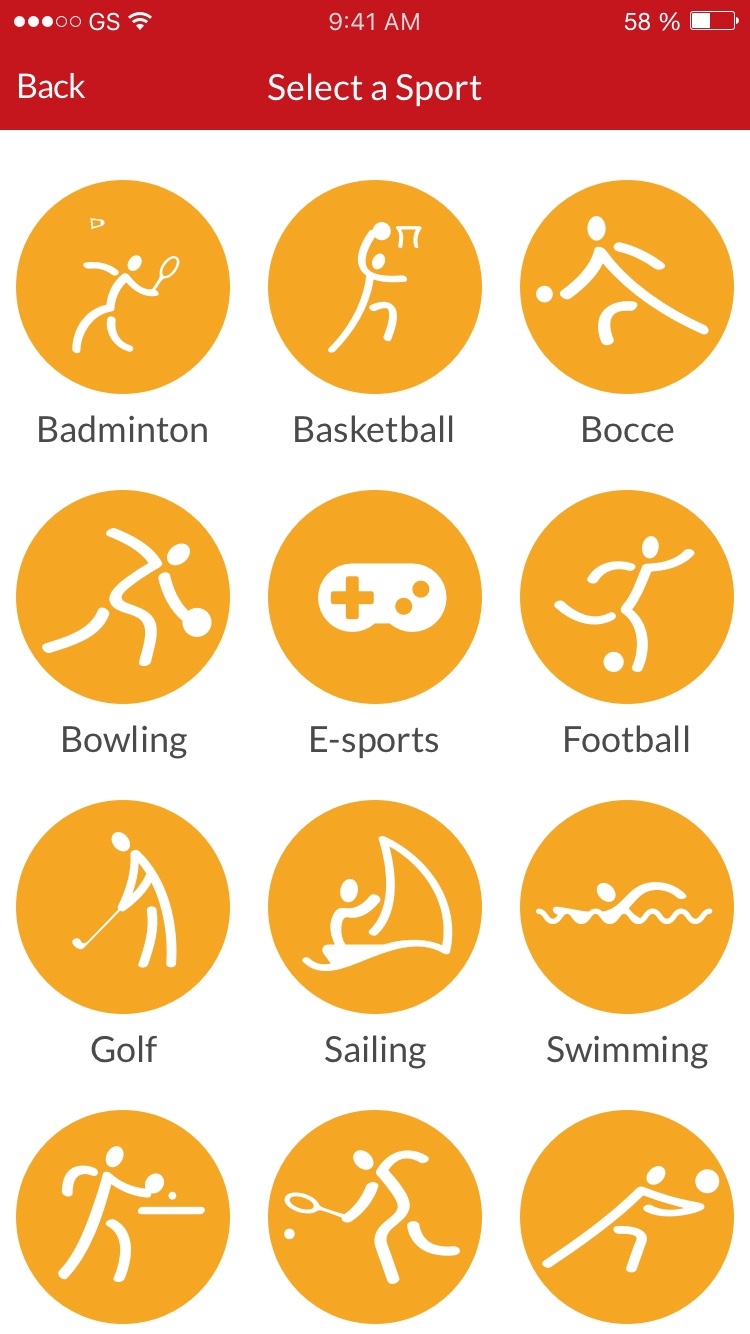 GS 9:41 AM 58 %
Back Select a Sport
Badminton Basketball Bocce
Bowling E-sports Football
Golf Sailing Swimming